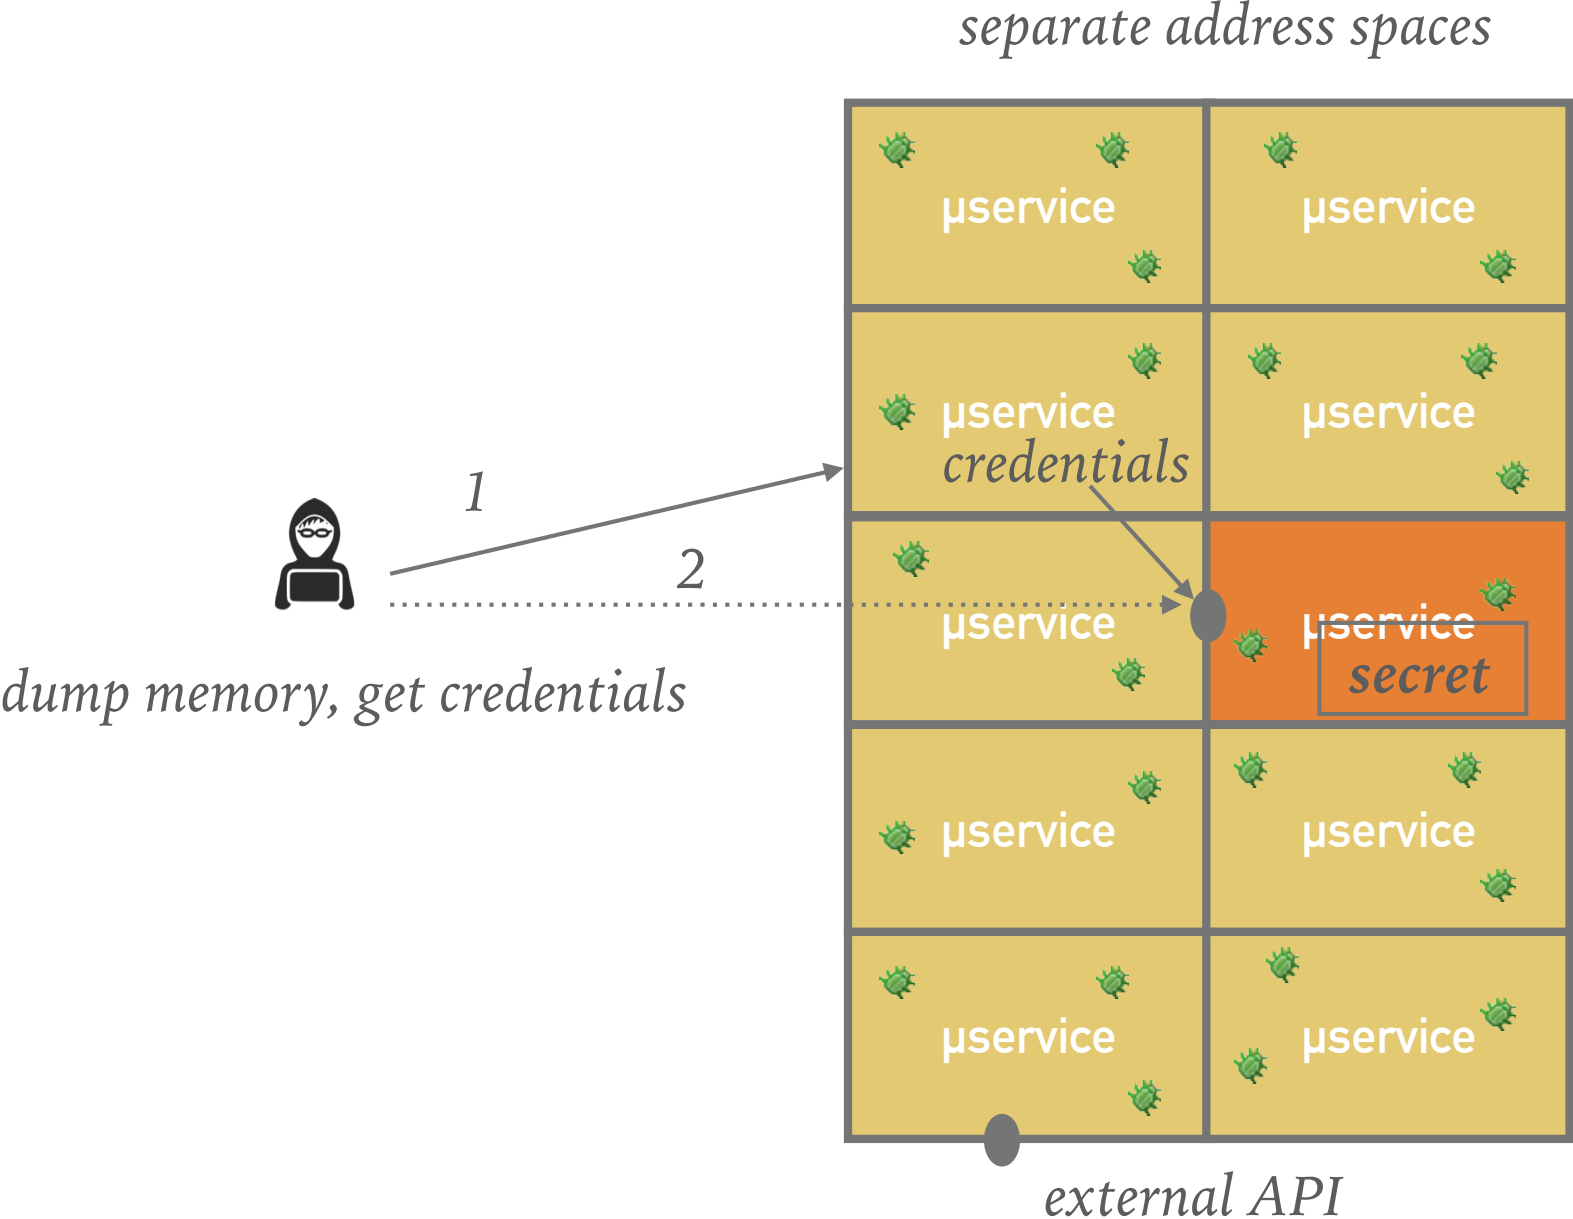 separate address spaces
µservice
µservice
µservice
µservice
credentials
1
2
µservice
µservice
secret
dump memory, get credentials
µservice
µservice
µservice
µservice
external API